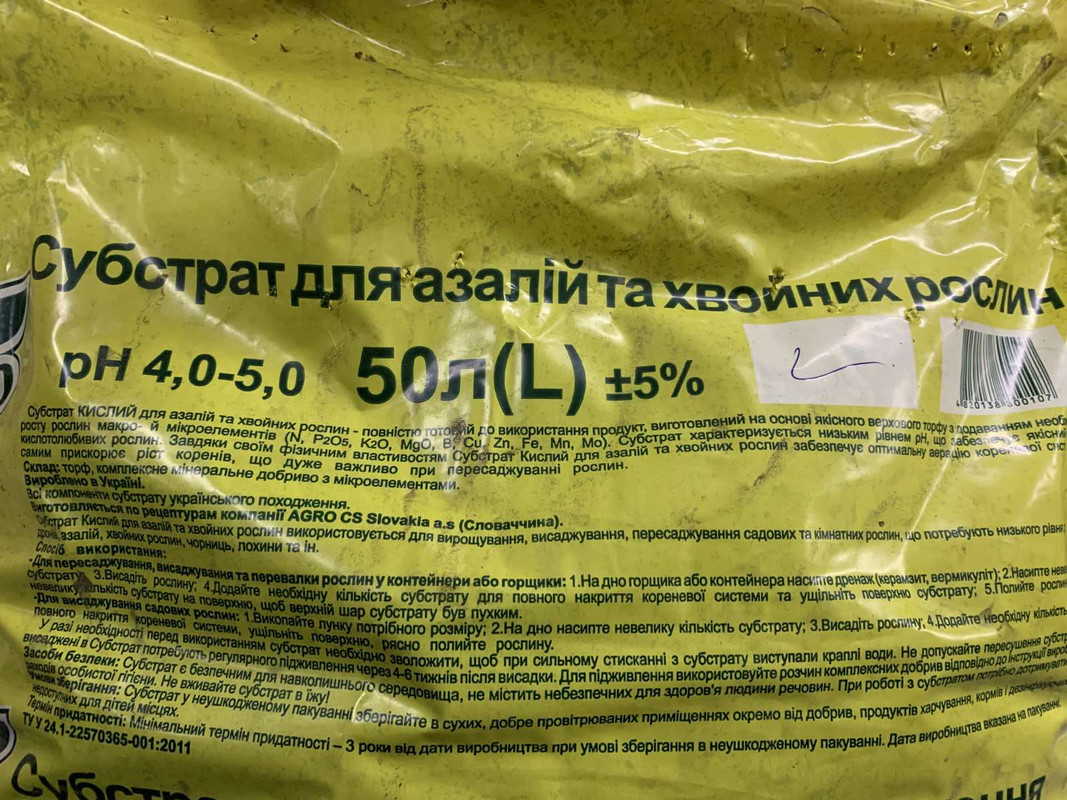 Субстрат для азалій та хвойних рослин
pH 4,0-5,0 50л(L) ±5%
Субстрат КИСЛИЙ для азалій та хвойних рослин - повністю готовий до використання продукт, виготовлений на основі якісного верхового торфу з додаванням необ
росту рослин макро- й мікроелементів (N, P2O5, K2O, MgO, B, Cu, Zn, Fe, Mn, Mo). Субстрат характеризується низьким рівнем pH, що забезпечує якісний
кислотолюбивих рослин. Завдяки своїм фізичним властивостям Субстрат Кислий для азалій та хвойних рослин забезпечує оптимальну аерацію кореневої сис
самим прискорює ріст коренів, що дуже важливо при пересаджуванні рослин.
Склад: торф, комплексне мінеральне добриво з мікроелементами.
Вироблено в Україні.
Всі компоненти субстрату українського походження.
Виготовляється по рецептурам компанії AGRO CS Slovakia a.s (Словаччина).
Субстрат Кислий для азалій та хвойних рослин використовується для вирощування, висаджування, пересаджування садових та кімнатних рослин, що потребують низького рівня
азалій, хвойних рослин, чорниць, лохини та ін.
Спосіб використання:
-Для пересаджування, висаджування та перевалки рослин у контейнери або горщики: 1.На дно горщика або контейнера насипте дренаж (керамзит, вермикуліт); 2.Насипте неве
субстрату; 3.Висадіть рослину; 4.Додайте необхідну кількість субстрату для повного накриття кореневої системи та ущільніть поверхню субстрату; 5.Полийте рослин
невелику кількість субстрату на поверхню, щоб верхній шар субстрату був пухким.
-Для висаджування садових рослин: 1.Викопайте лунку потрібного розміру; 2.На дно насипте невелику кількість субстрату; 3.Висадіть рослину; 4.Додайте необхідну кількість
повного накриття кореневої системи, ущільніть поверхню, рясно полийте рослину.
У разі необхідності перед використанням субстрат необхідно зволожити, щоб при сильному стисканні з субстрату виступали краплі води. Не допускайте пересушення субстр
висаджені в Субстрат потребують регулярного підживлення через 4-6 тижнів після висадки. Для підживлення використовуйте розчин комплексних добрив відповідно до інструкції вироб
Засоби безпеки: Субстрат є безпечним для навколишнього середовища, не містить небезпечних для здоров'я людини речовин. При роботі з субстратом потрібно дотримувати
заходів особистої гігієни. Не вживайте субстрат в їжу!
Умови зберігання: Субстрат у неушкодженому пакуванні зберігайте в сухих, добре провітрюваних приміщеннях окремо від добрив, продуктів харчування, кормів і дезінфікуючих
недоступних для дітей місцях.
Термін придатності: Мінімальний термін придатності – 3 роки від дати виробництва при умові зберігання в неушкодженому пакуванні. Дата виробництва вказана на пакуванні.
ТУ У 24.1-22570365-001:2011